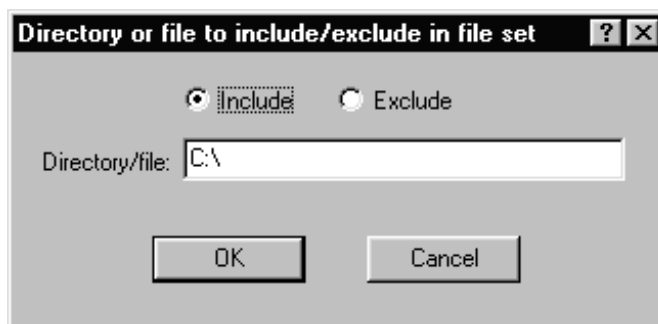 Directory or file to include/exclude in file set ? X
Include Exclude
Directory/file: C:\
OK Cancel